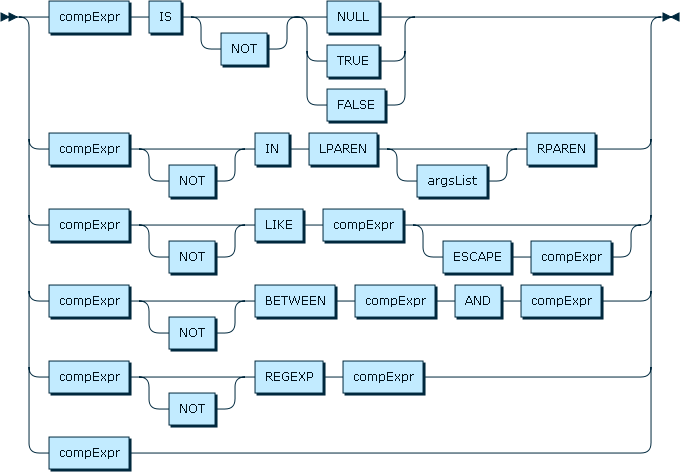 compExpr IS NOT NULL
TRUE
FALSE
compExpr NOT IN LPAREN argsList RPAREN
compExpr NOT LIKE compExpr ESCAPE compExpr
compExpr NOT BETWEEN compExpr AND compExpr
compExpr NOT REGEXP compExpr
compExpr